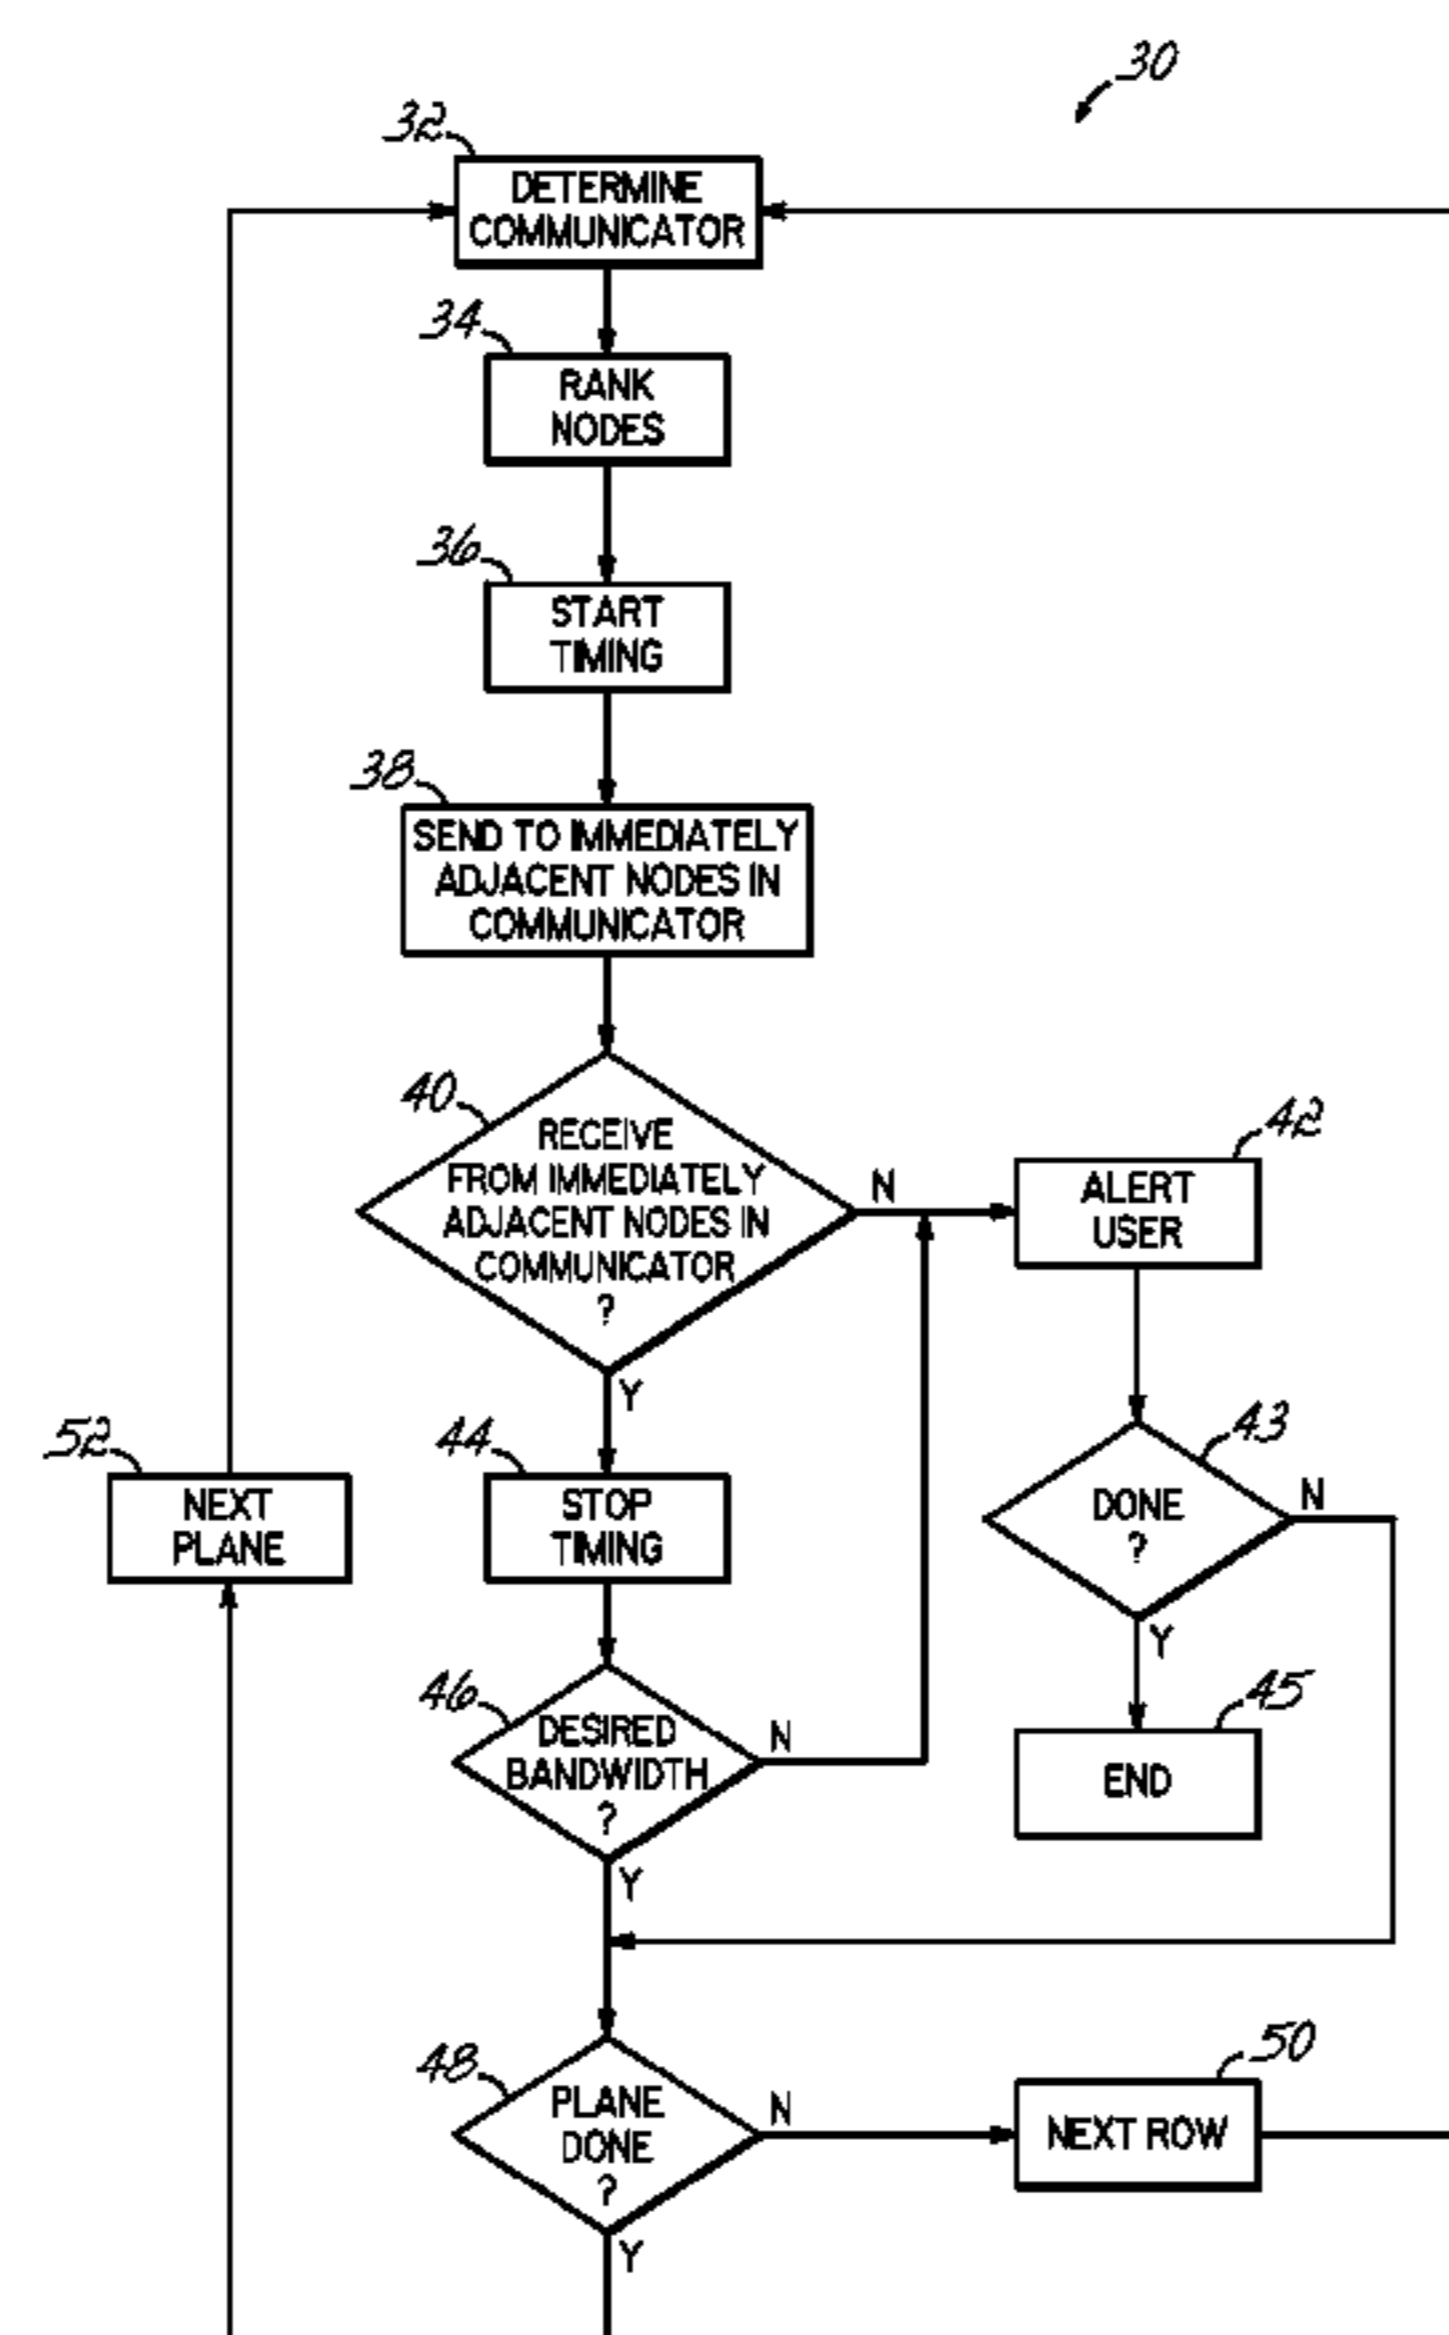 30
32
DETERMINE
COMMUNICATOR
34
RANK
NODES
36
START
TIMING
38
SEND TO IMMEDIATELY
ADJACENT NODES IN
COMMUNICATOR
40
RECEIVE
FROM IMMEDIATELY
ADJACENT NODES IN
COMMUNICATOR
?
N
Y
42
ALERT
USER
43
DONE
?
N
Y
45
END
52
NEXT
PLANE
44
STOP
TIMING
46
DESIRED
BANDWIDTH
?
N
Y
48
PLANE
DONE
?
N
Y
50
NEXT ROW